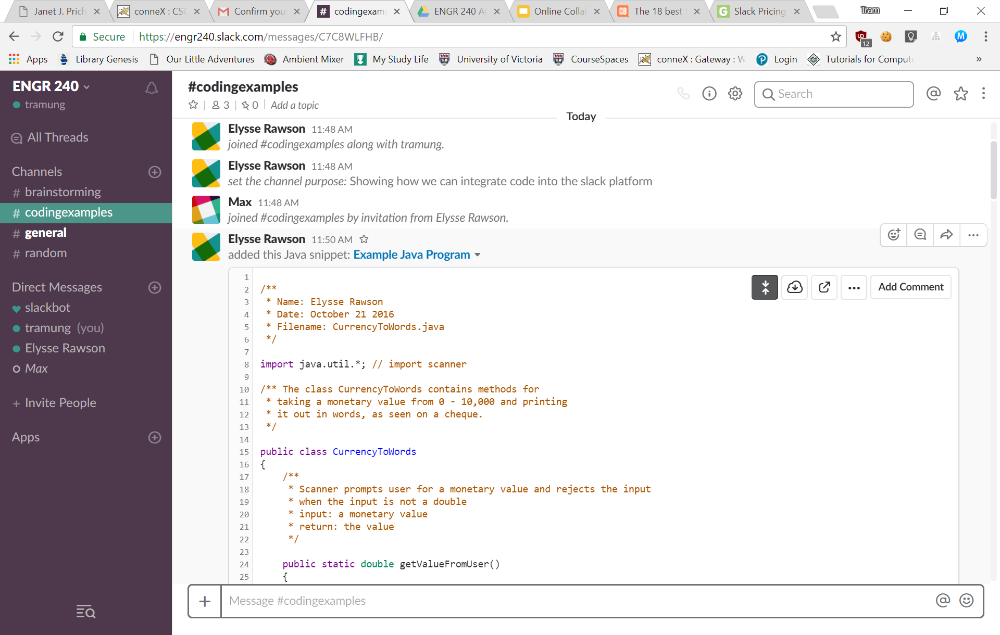 Janet J. Prich
conneX : CSC
Confirm you
codingexam
ENGR 240 A
Online Colla
The 18 best
Slack Pricing
Tram
Secure
https://engr240.slack.com/messages/C7C8WLFHB/
12
Apps
Library Genesis
Our Little Adventures
Ambient Mixer
My Study Life
University of Victoria
CourseSpaces
conneX : Gateway : W
Login
Tutorials for Compute
»
ENGR 240
tramung
All Threads
Channels
# brainstorming
# codingexamples
# general
# random
Direct Messages
slackbot
tramung (you)
Elysse Rawson
Max
+ Invite People
Apps
#codingexamples
3 | 0 | Add a topic
Search
Today
Elysse Rawson 11:48 AM
joined #codingexamples along with tramung.
Elysse Rawson 11:48 AM
set the channel purpose: Showing how we can integrate code into the slack platform
Max 11:48 AM
joined #codingexamples by invitation from Elysse Rawson.
Elysse Rawson 11:50 AM
added this Java snippet: Example Java Program
Add Comment
1
2 /**
3  * Name: Elysse Rawson
4  * Date: October 21 2016
5  * Filename: CurrencyToWords.java
6  */
7
8 import java.util.*; // import scanner
9
10 /** The class CurrencyToWords contains methods for
11  * taking a monetary value from 0 - 10,000 and printing
12  * it out in words, as seen on a cheque.
13  */
14
15 public class CurrencyToWords
16 {
17     /**
18      * Scanner prompts user for a monetary value and rejects the input
19      * when the input is not a double
20      * input: a monetary value
21      * return: the value
22      */
23
24     public static double getValueFromUser()
25     {
Message #codingexamples